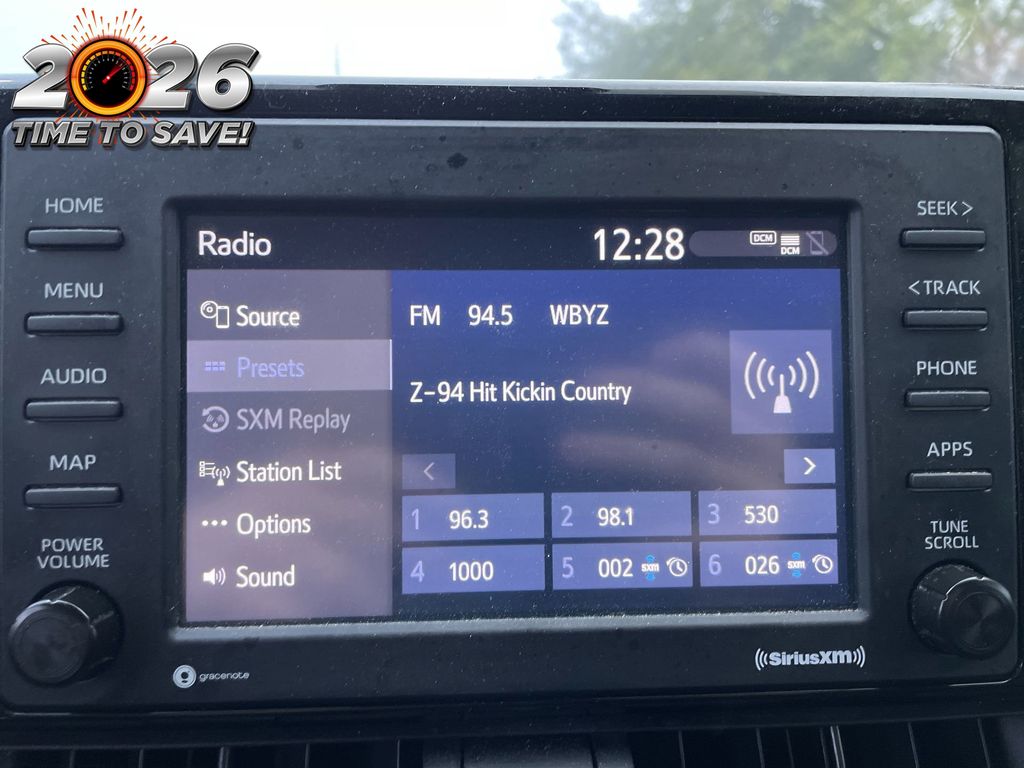 2026
TIME TO SAVE!
HOME
MENU
AUDIO
MAP
POWER
VOLUME
Radio
12:28
DCM
DCM
Source
Presets
SXM Replay
Station List
Options
Sound
FM 94.5 WBYZ
Z-94 Hit Kickin Country
<
>
1 96.3
2 98.1
3 530
4 1000
5 002 sxm
6 026 sxm
SEEK >
< TRACK
PHONE
APPS
TUNE
SCROLL
gracenote
((SiriusXM))